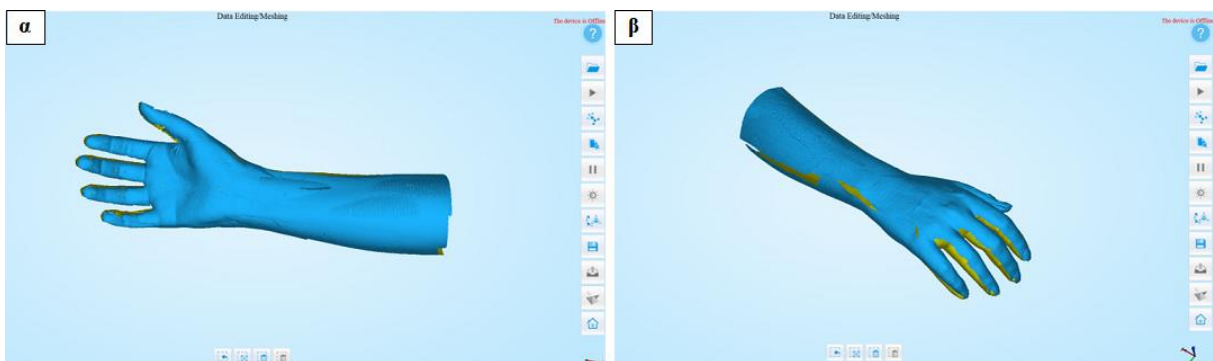 α
Data Editing/Meshing
The device is Offline
?
β
Data Editing/Meshing
The device is Offline
?